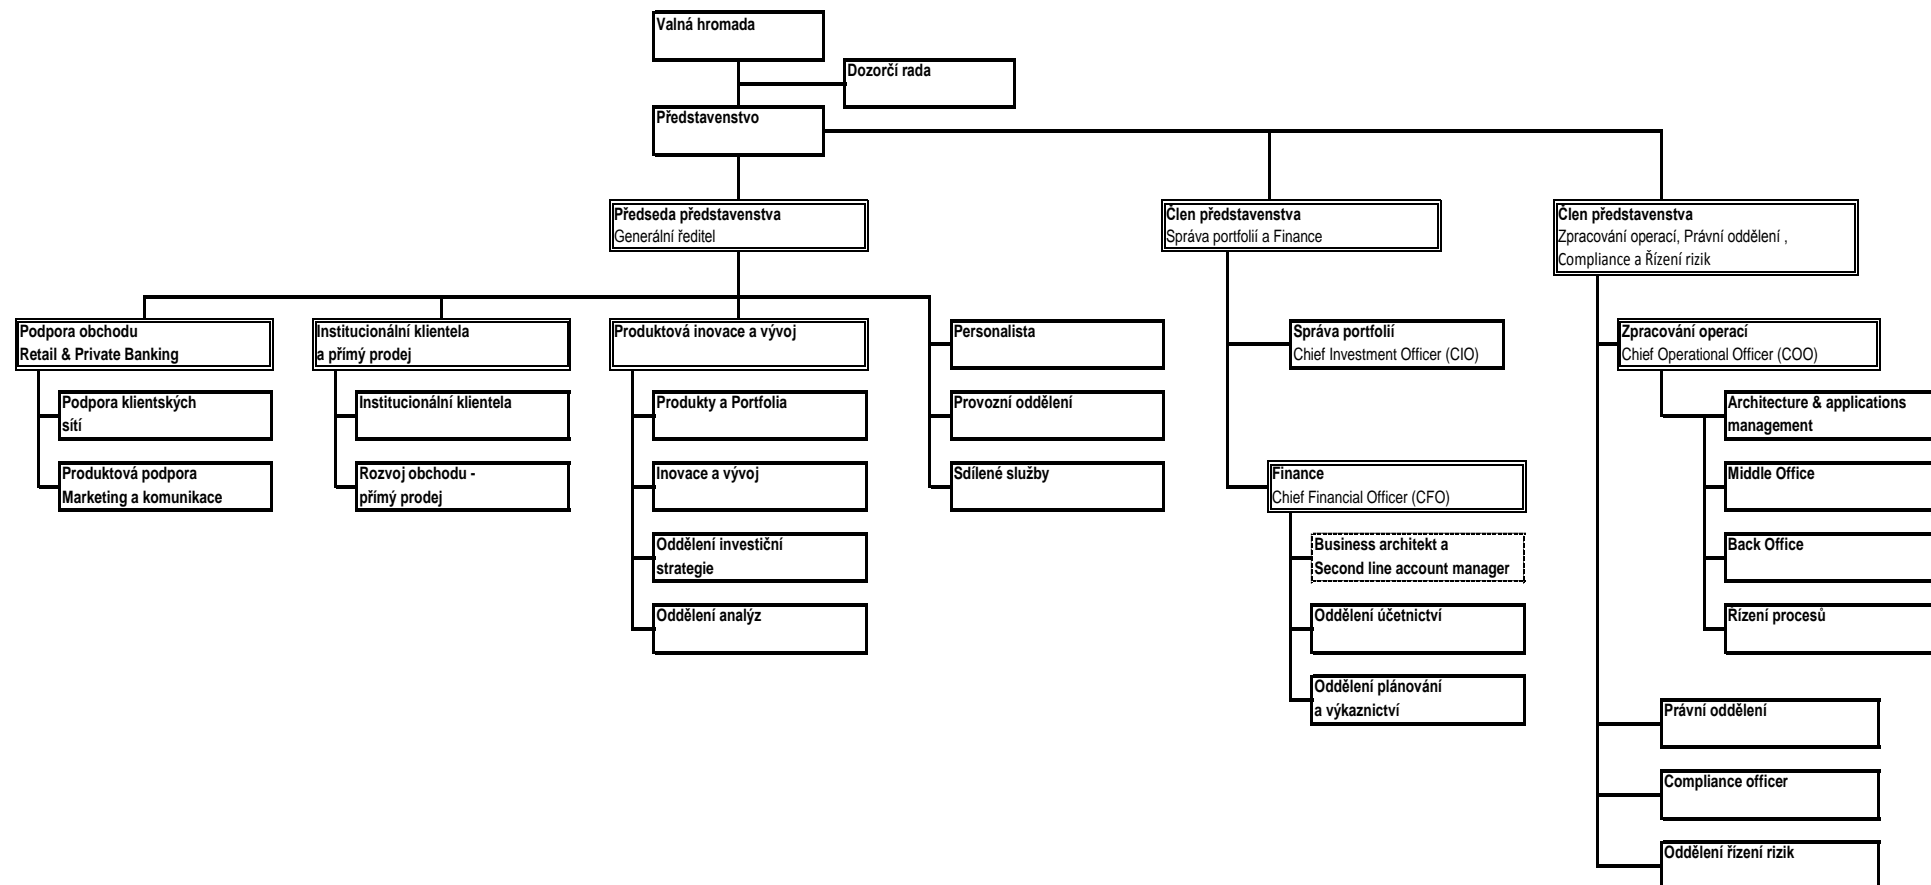 Valná hromada
Dozorčí rada
Představenstvo
Předseda představenstva
Generální ředitel
Člen představenstva
Správa portfolií a Finance
Člen představenstva
Zpracování operací, Právní oddělení ,
Compliance a Řízení rizik
Podpora obchodu
Retail & Private Banking
Institucionální klientela
a přímý prodej
Produktová inovace a vývoj
Personalista
Správa portfolií
Chief Investment Officer (CIO)
Zpracování operací
Chief Operational Officer (COO)
Podpora klientských
sítí
Institucionální klientela
Produkty a Portfolia
Provozní oddělení
Architecture & applications
management
Produktová podpora
Marketing a komunikace
Rozvoj obchodu -
přímý prodej
Inovace a vývoj
Sdílené služby
Finance
Chief Financial Officer (CFO)
Middle Office
Oddělení investiční
strategie
Business architekt a
Second line account manager
Back Office
Oddělení analýz
Oddělení účetnictví
Řízení procesů
Oddělení plánování
a výkaznictví
Právní oddělení
Compliance officer
Oddělení řízení rizik